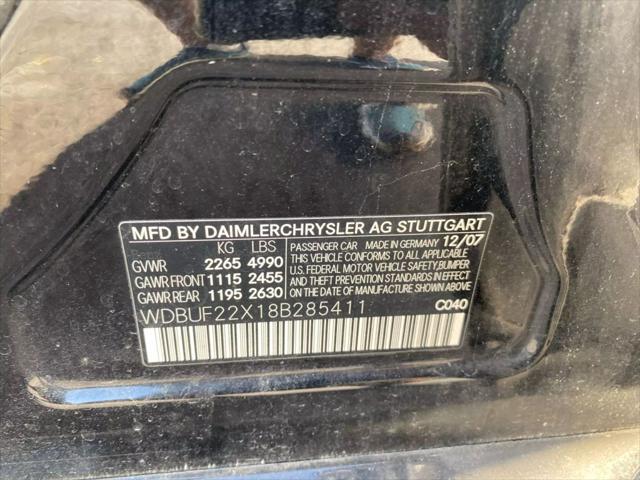 MFD BY DAIMLERCHRYSLER AG STUTTGART
KG LBS
GVWR 2265 4990
GAWR FRONT 1115 2455
GAWR REAR 1195 2630
PASSENGER CAR MADE IN GERMANY 12/07
THIS VEHICLE CONFORMS TO ALL APPLICABLE
U.S. FEDERAL MOTOR VEHICLE SAFETY,BUMPER
AND THEFT PREVENTION STANDARDS IN EFFECT
ON THE DATE OF MANUFACTURE SHOWN ABOVE
WDBUF22X18B285411
C040